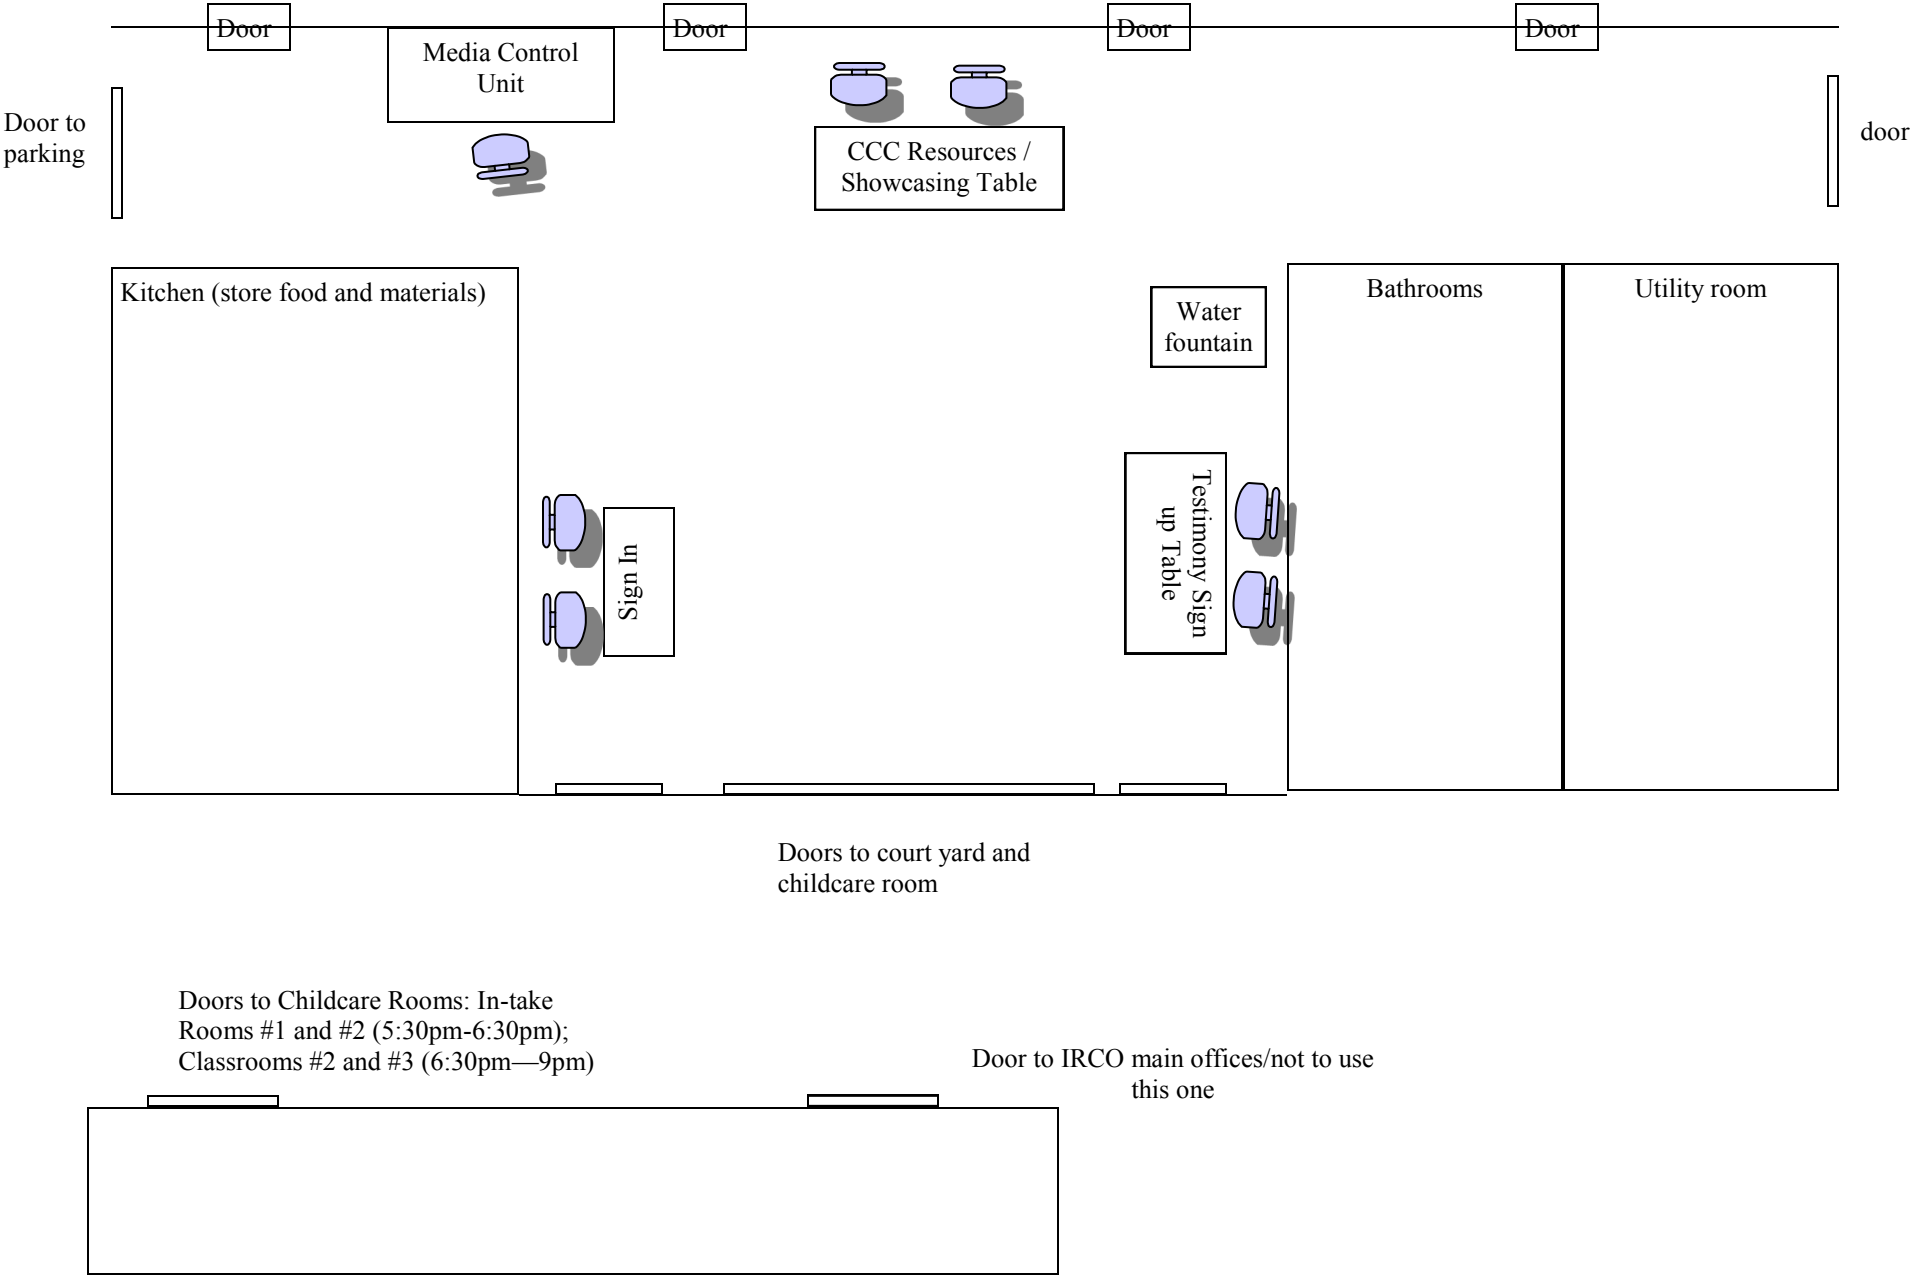 Door
Door
Door
Door
Media Control
Unit
Door to
parking
CCC Resources /
Showcasing Table
door
Kitchen (store food and materials)
Water
fountain
Bathrooms
Utility room
Sign In
Testimony Sign
up Table
Doors to court yard and
childcare room
Doors to Childcare Rooms: In-take
Rooms #1 and #2 (5:30pm-6:30pm);
Classrooms #2 and #3 (6:30pm—9pm)
Door to IRCO main offices/not to use
this one